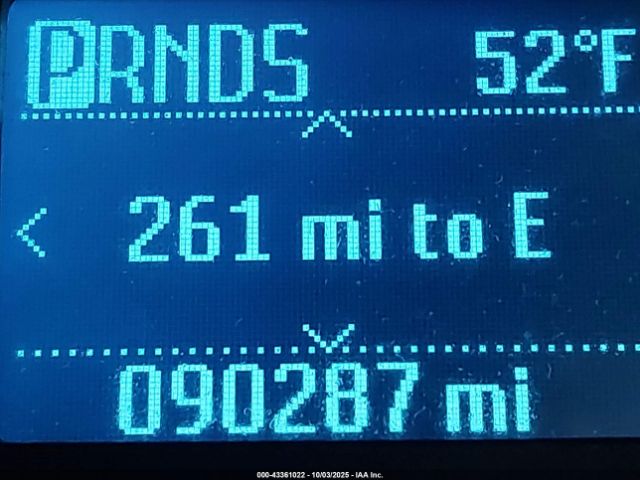 PRNDS 52°F
261 mi to E
090287 mi
000-43361022 - 10/03/2025 - IAA Inc.